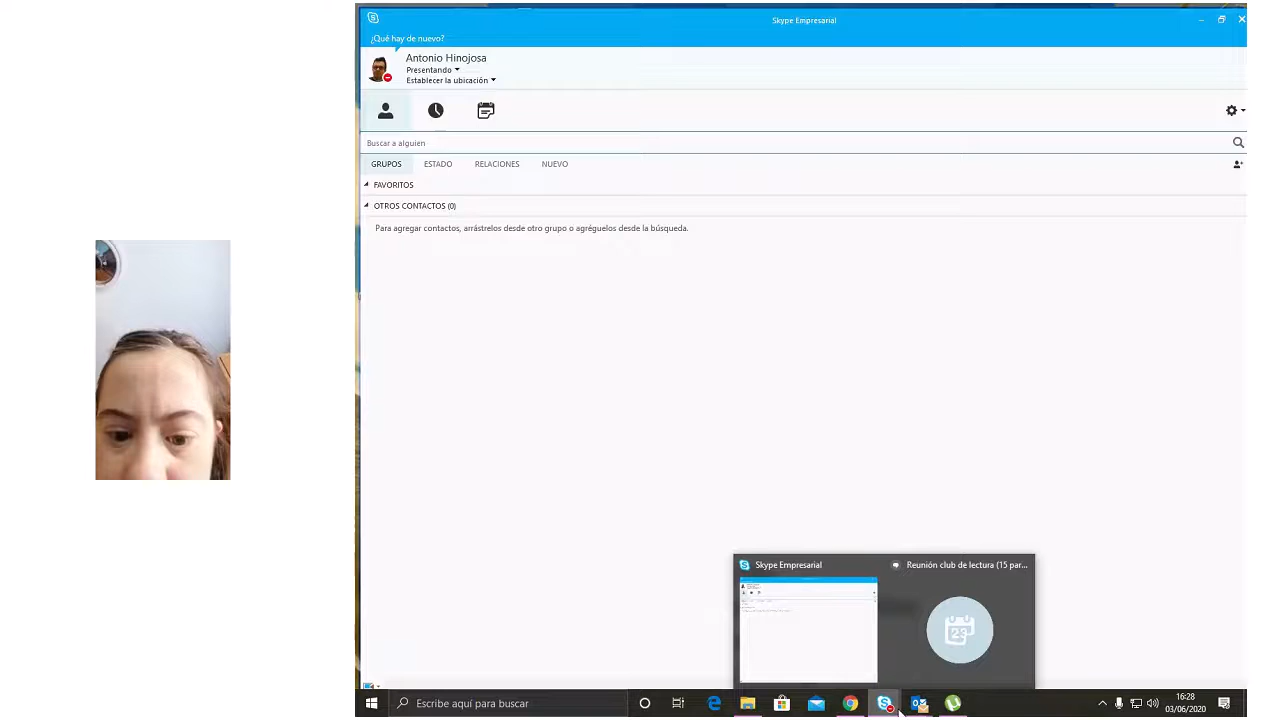 Skype Empresarial
¿Qué hay de nuevo?
Antonio Hinojosa
Presentando
Establecer la ubicación
Buscar a alguien
GRUPOS ESTADO RELACIONES NUEVO
FAVORITOS
OTROS CONTACTOS (0)
Para agregar contactos, arrástrelos desde otro grupo o agréguelos desde la búsqueda.
Skype Empresarial Reunión club de lectura (15 par...
23
Escribe aquí para buscar
16:28
03/06/2020